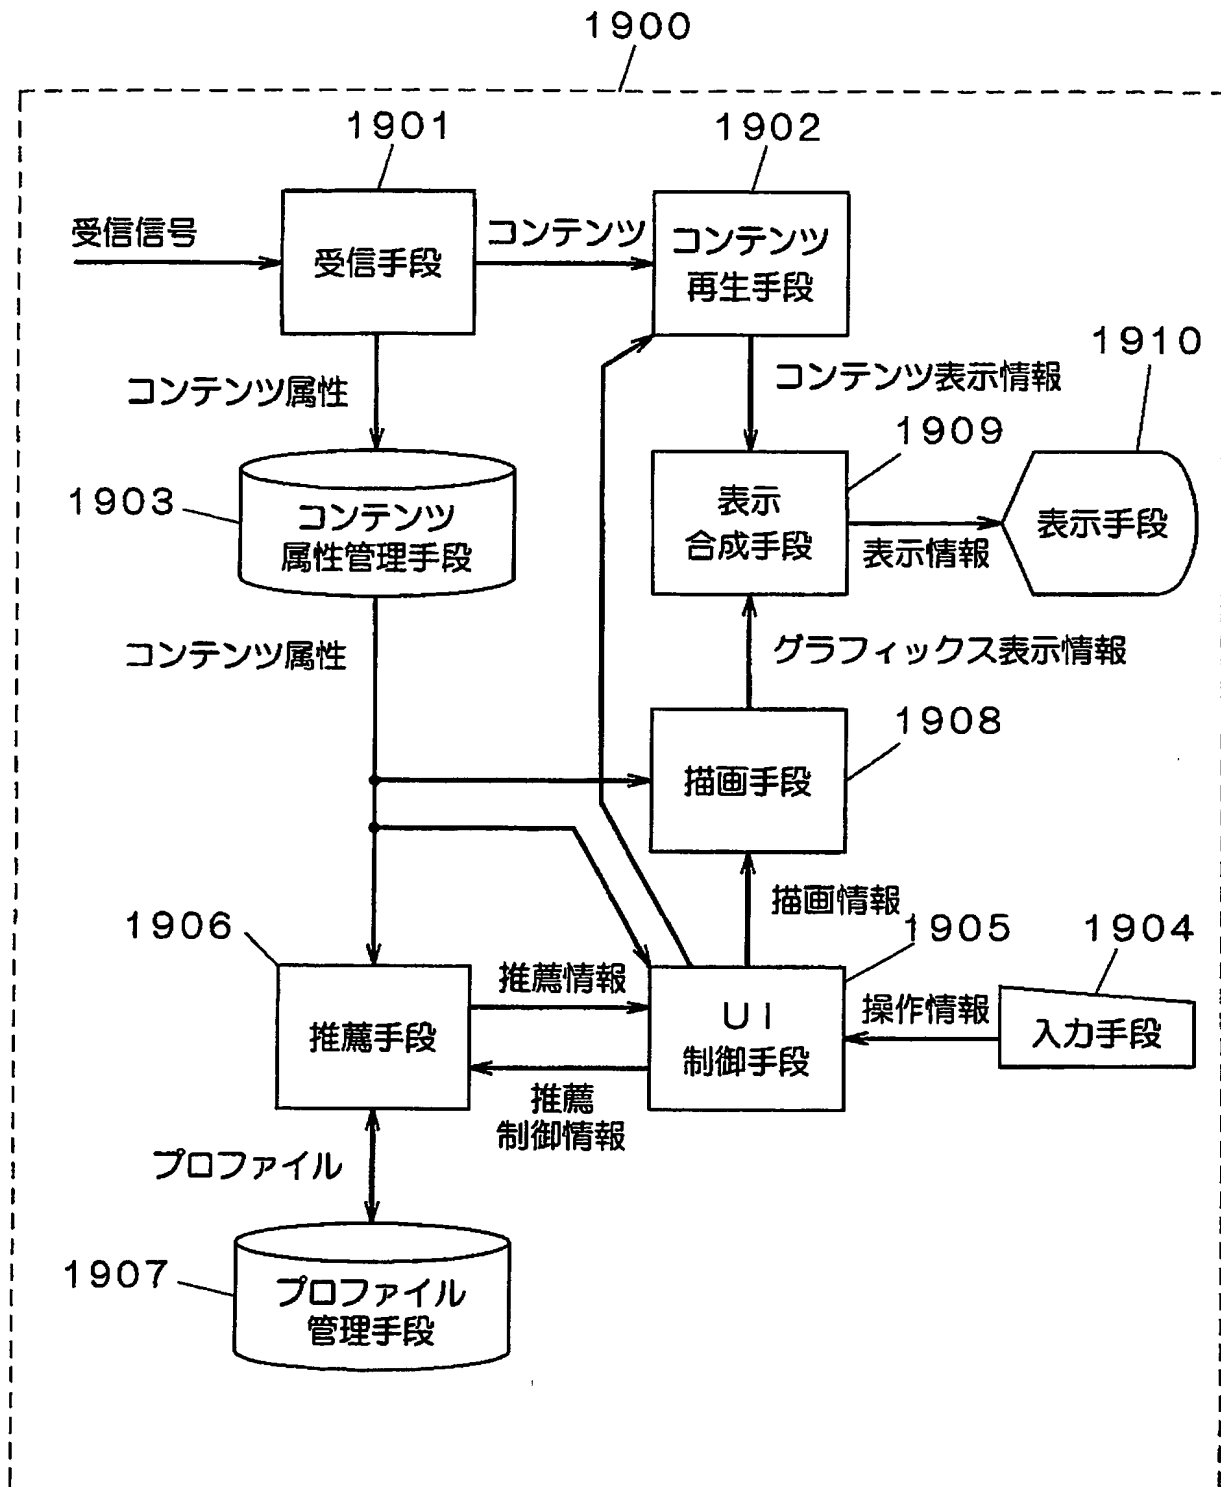 1900
1901
1902
受信信号
受信手段
コンテンツ
コンテンツ
再生手段
コンテンツ属性
コンテンツ表示情報
1910
1909
1903
コンテンツ
属性管理手段
表示
合成手段
表示情報
表示手段
コンテンツ属性
グラフィックス表示情報
1908
描画手段
描画情報
1906
1905
1904
推薦情報
操作情報
推薦手段
UI
制御手段
入力手段
推薦
制御情報
プロファイル
1907
プロファイル
管理手段